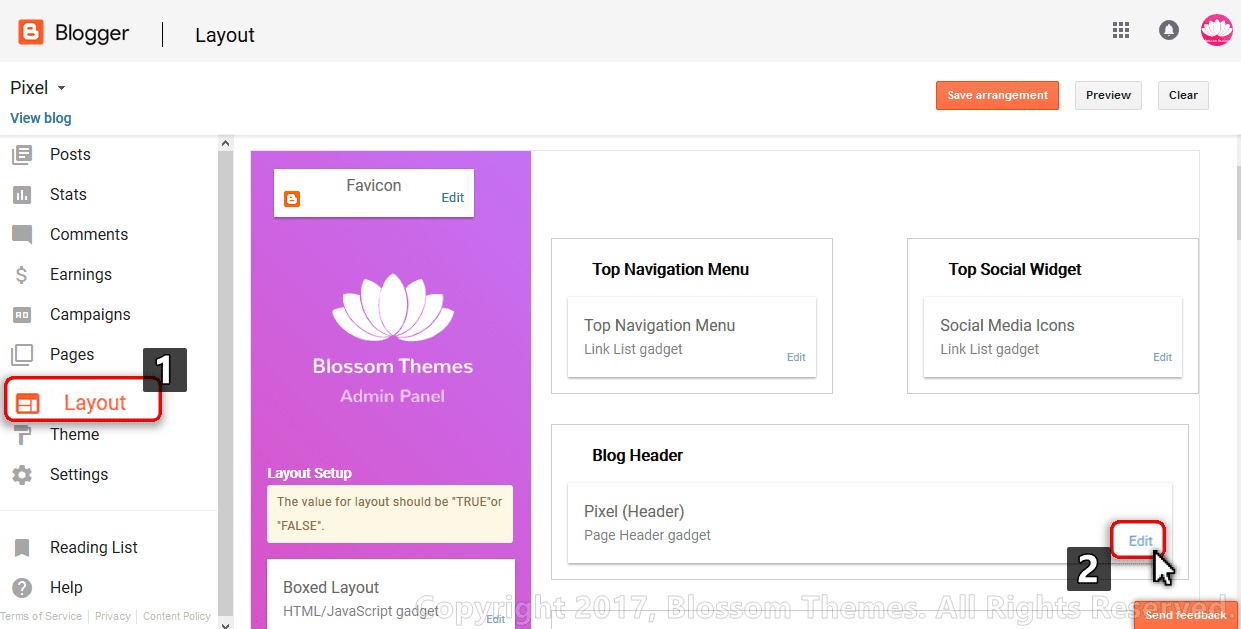 Blogger
Layout
Pixel
View blog
Save arrangement
Preview
Clear
Posts
Stats
Comments
Earnings
Campaigns
Pages
1
Layout
Theme
Settings
Reading List
Help
Terms of Service
Privacy
Content Policy
Favicon
Edit
Blossom Themes
Admin Panel
Layout Setup
The value for layout should be "TRUE"or
"FALSE".
Boxed Layout
HTML/JavaScript gadget
Edit
Top Navigation Menu
Top Navigation Menu
Link List gadget
Edit
Top Social Widget
Social Media Icons
Link List gadget
Edit
Blog Header
Pixel (Header)
Page Header gadget
Edit
2
Copyright 2017, Blossom Themes. All Rights Reserved.
Send feedback